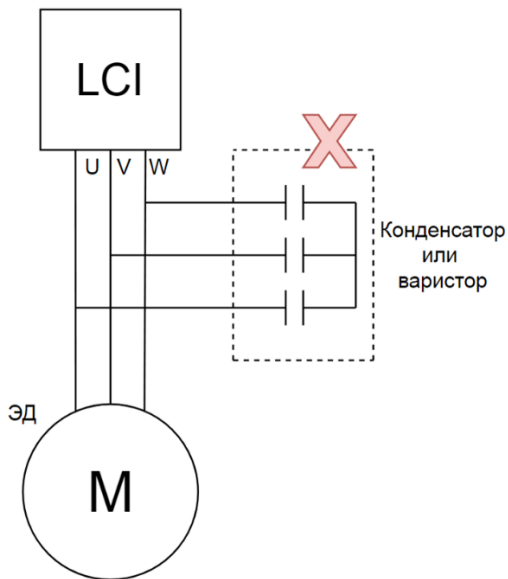 LCI
U V W
Конденсатор
или
варистор
ЭД
M